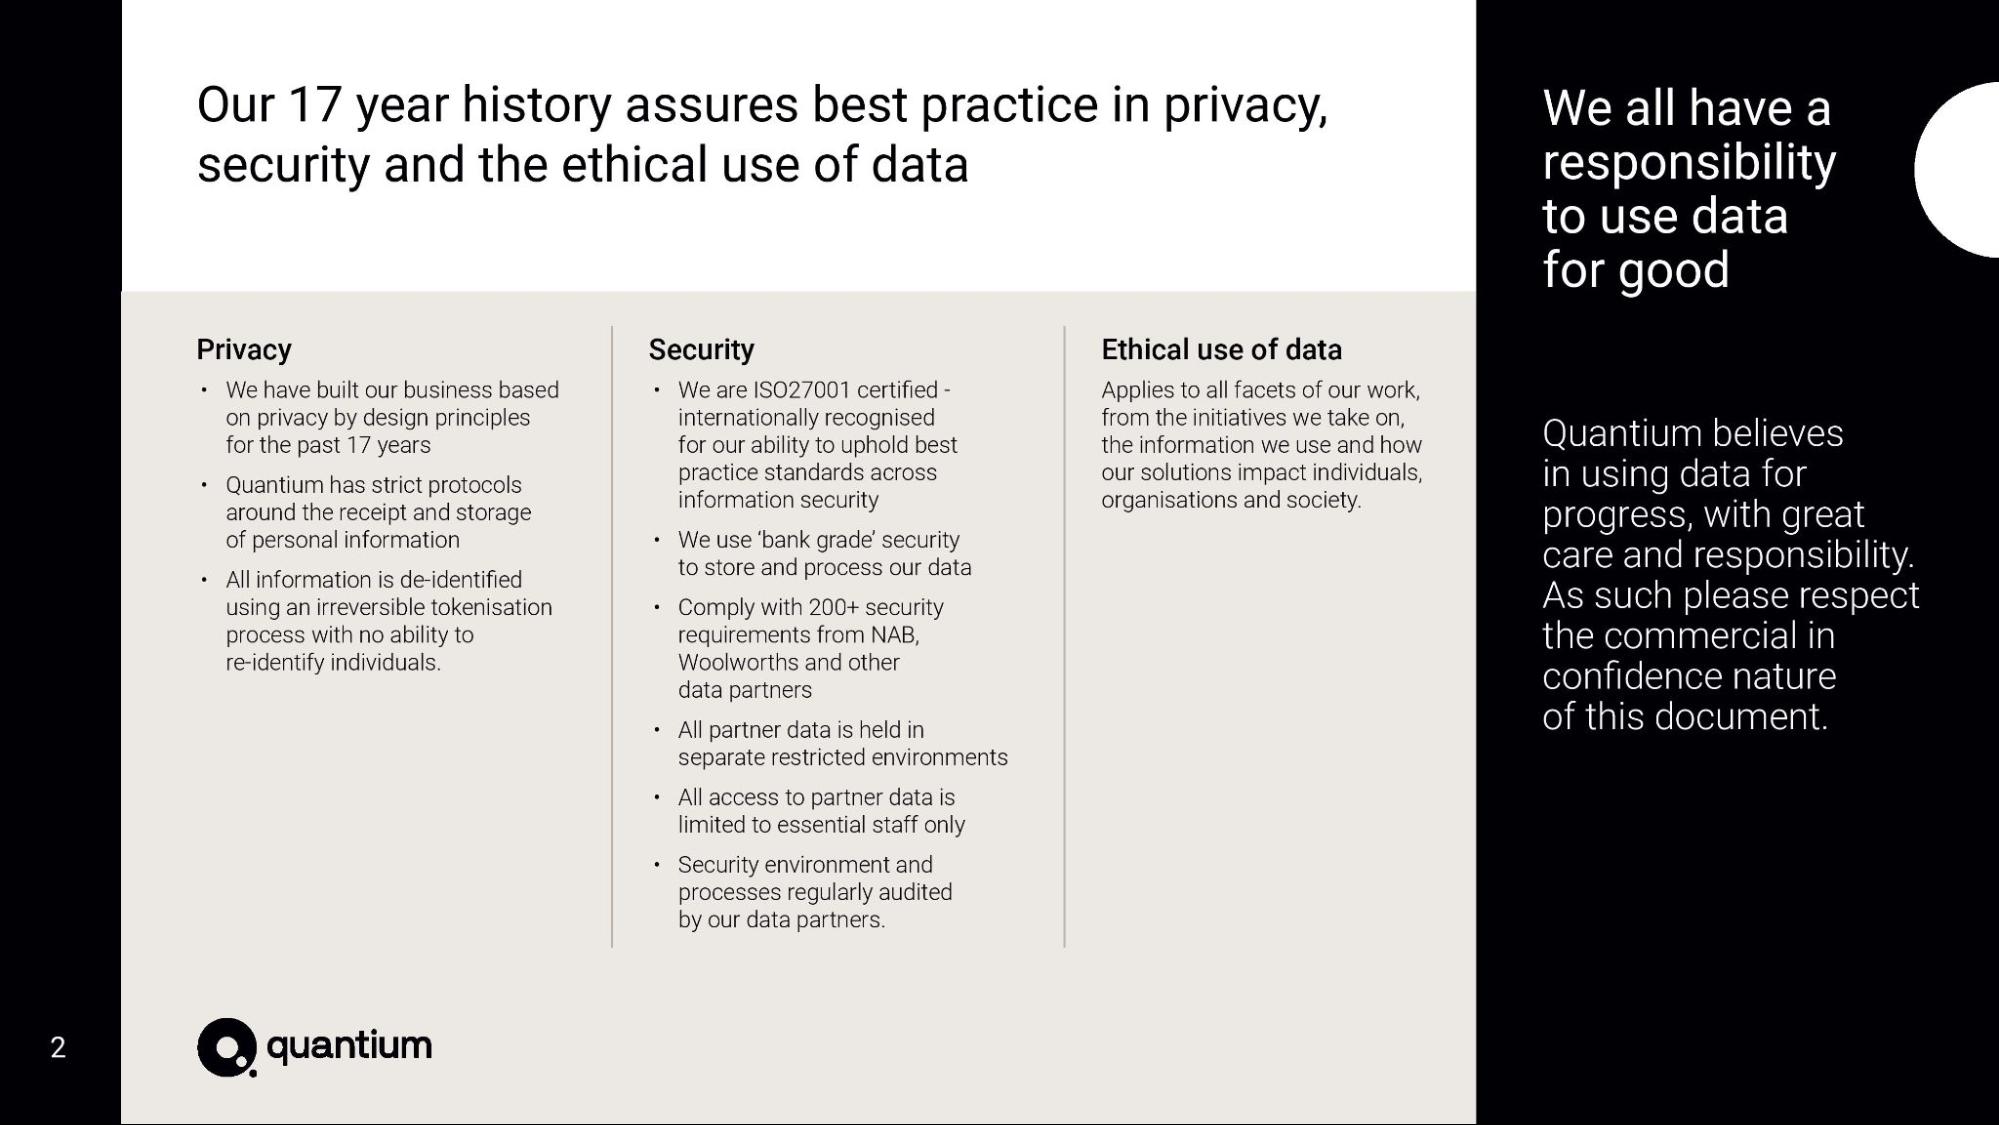 Our 17 year history assures best practice in privacy,
security and the ethical use of data
Privacy
• We have built our business based
on privacy by design principles
for the past 17 years
• Quantium has strict protocols
around the receipt and storage
of personal information
• All information is de-identified
using an irreversible tokenisation
process with no ability to
re-identify individuals.
Security
• We are ISO27001 certified -
internationally recognised
for our ability to uphold best
practice standards across
information security
• We use ‘bank grade’ security
to store and process our data
• Comply with 200+ security
requirements from NAB,
Woolworths and other
data partners
• All partner data is held in
separate restricted environments
• All access to partner data is
limited to essential staff only
• Security environment and
processes regularly audited
by our data partners.
Ethical use of data
Applies to all facets of our work,
from the initiatives we take on,
the information we use and how
our solutions impact individuals,
organisations and society.
We all have a
responsibility
to use data
for good
Quantium believes
in using data for
progress, with great
care and responsibility.
As such please respect
the commercial in
confidence nature
of this document.
2
quantium